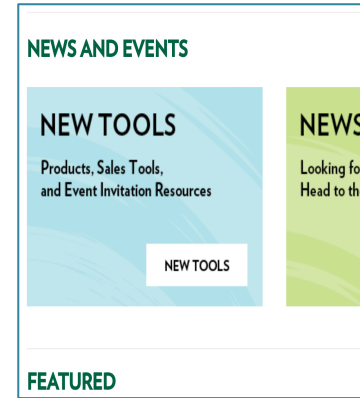 NEWS AND EVENTS
NEW TOOLS
Products, Sales Tools,
and Event Invitation Resources
NEW TOOLS
NEWS
Looking fo
Head to th
FEATURED